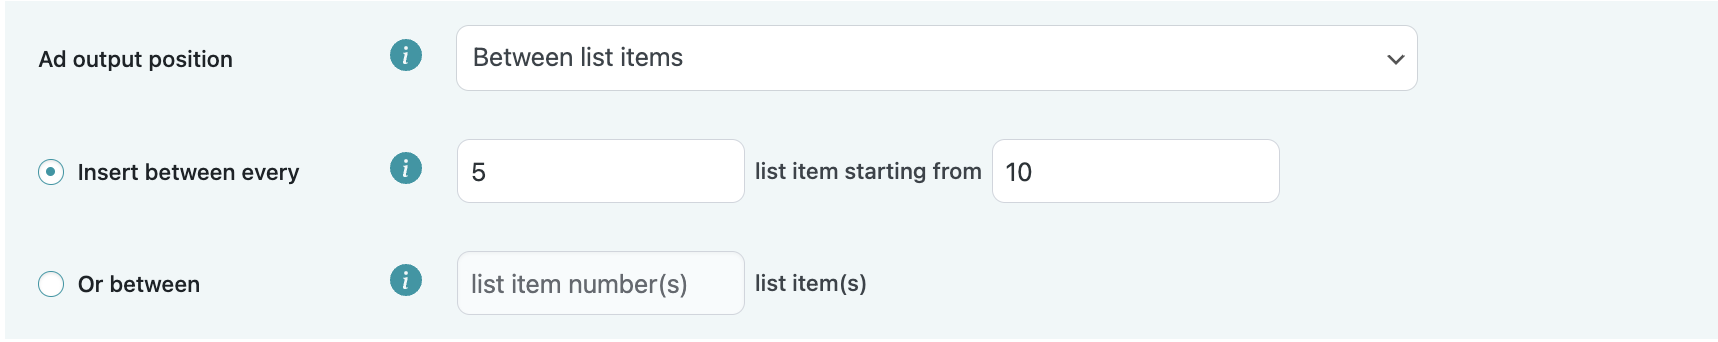 Ad output position i Between list items
Insert between every i 5 list item starting from 10
Or between i list item number(s) list item(s)